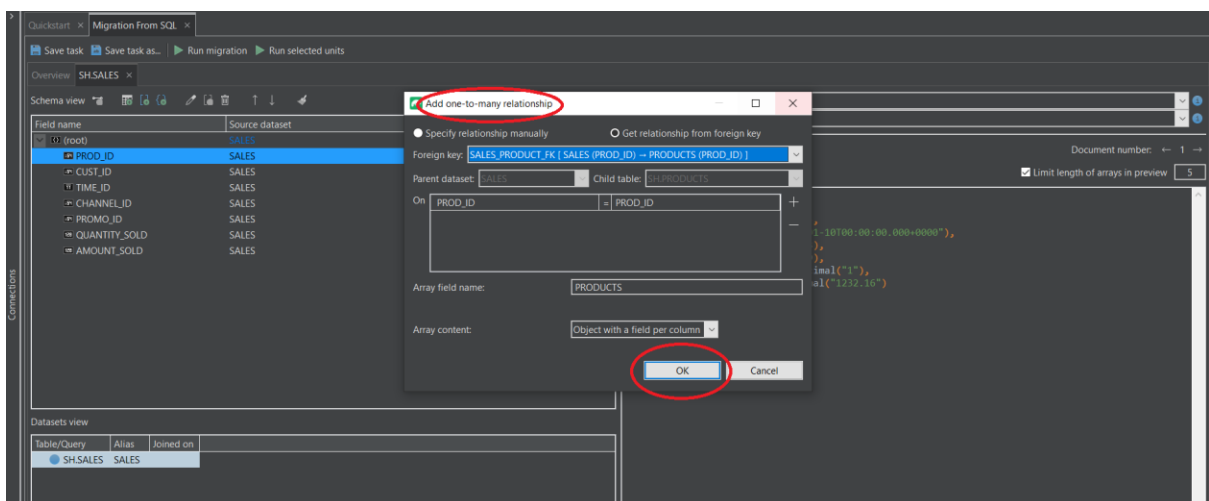 Quickstart × Migration From SQL ×
Save task Save task as... Run migration Run selected units
Overview SH.SALES ×
Schema view
Field name Source dataset
(root) SALES
PROD_ID SALES
CUST_ID SALES
TIME_ID SALES
CHANNEL_ID SALES
PROMO_ID SALES
QUANTITY_SOLD SALES
AMOUNT_SOLD SALES
Connections
Datasets view
Table/Query Alias Joined on
SH.SALES SALES
Add one-to-many relationship
Specify relationship manually Get relationship from foreign key
Foreign key: SALES_PRODUCT_FK [ SALES (PROD_ID) → PRODUCTS (PROD_ID) ]
Parent dataset: SALES Child table: SH.PRODUCTS
On PROD_ID = PROD_ID
Array field name: PRODUCTS
Array content: Object with a field per column
OK Cancel
Document number: ← 1 →
Limit length of arrays in preview 5
,
1-10T00:00:00.000+0000"),
),
),
imal("1"),
al("1232.16")